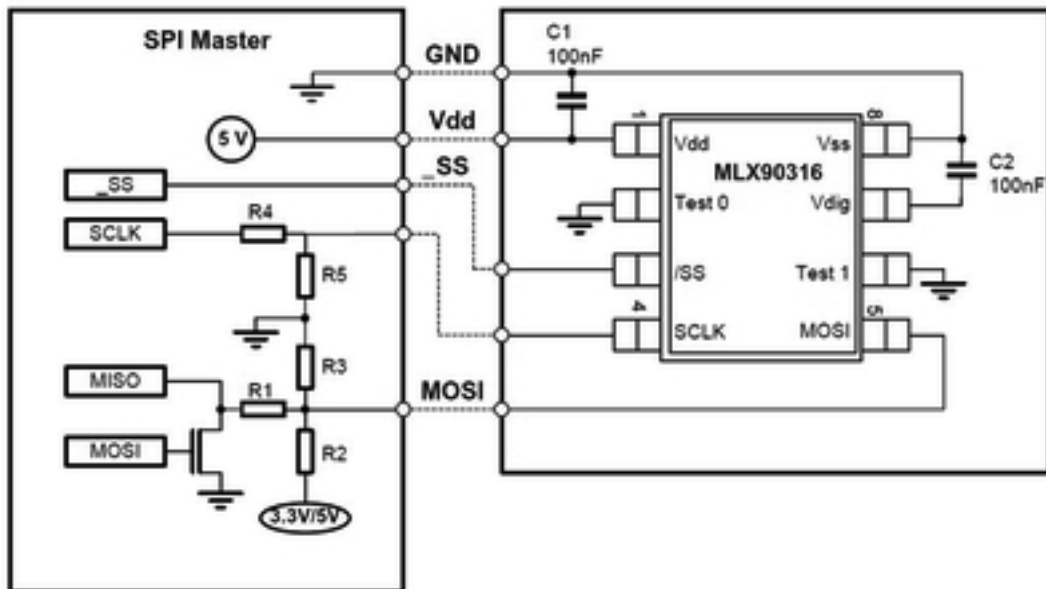 SPI Master
GND
Vdd
_SS
MOSI
5 V
_SS
SCLK
R4
R5
R3
MISO
R1
MOSI
R2
3.3V/5V
C1
100nF
1
8
Vdd
Vss
MLX90316
C2
100nF
Test 0
Vdig
/SS
Test 1
4
5
SCLK
MOSI